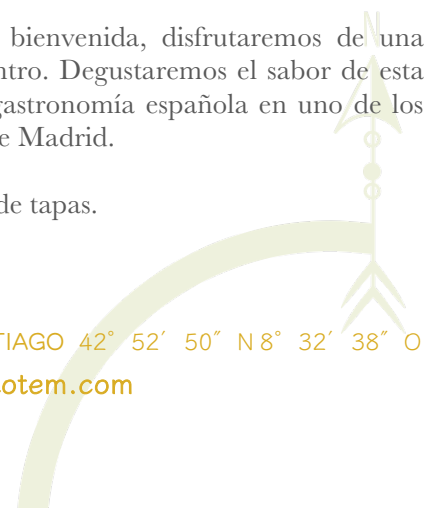 N
bienvenida, disfrutaremos de una
ntro. Degustaremos el sabor de esta
gastronomía española en uno de los
e Madrid.
de tapas.
TIAGO 42° 52´ 50˝ N 8° 32´ 38˝ O
otem.com